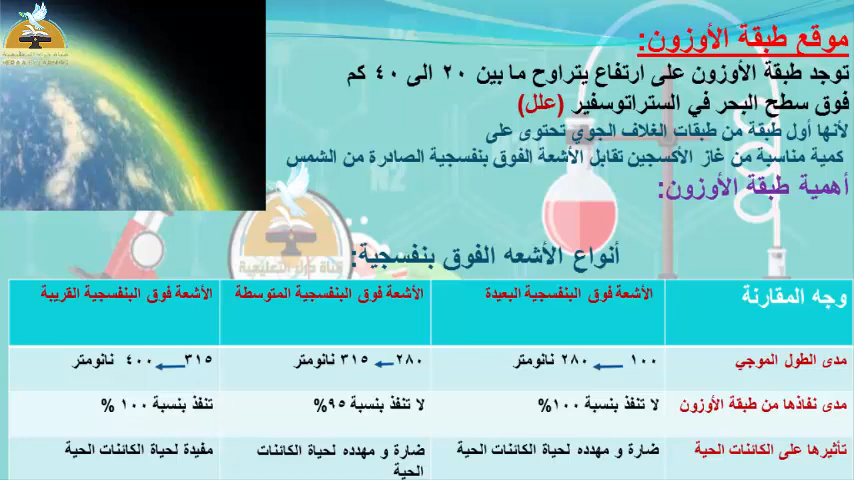 موقع طبقة الأوزون:
توجد طبقة الأوزون على ارتفاع يتراوح ما بين ٢٠ الى ٤٠ كم
فوق سطح البحر في الستراتوسفير (علل)
لأنها أول طبقة من طبقات الغلاف الجوي تحتوى على
كمية مناسبة من غاز الأكسجين تقابل الأشعة الفوق بنفسجية الصادرة من الشمس
أهمية طبقة الأوزون:
أنواع الأشعه الفوق بنفسجية:
وجه المقارنة الأشعة فوق البنفسجية البعيدة الأشعة فوق البنفسجية المتوسطة الأشعة فوق البنفسجية القريبة
مدى الطول الموجي ١٠٠ ← ٢٨٠ نانومتر ٢٨٠ ← ٣١٥ نانومتر ٣١٥ ← ٤٠٠ نانومتر
مدى نفاذها من طبقة الأوزون لا تنفذ بنسبة ١٠٠% لا تنفذ بنسبة ٩٥% تنفذ بنسبة ١٠٠ %
تأثيرها على الكائنات الحية ضارة و مهدده لحياة الكائنات الحية ضارة و مهدده لحياة الكائنات مفيدة لحياة الكائنات الحية
الحية